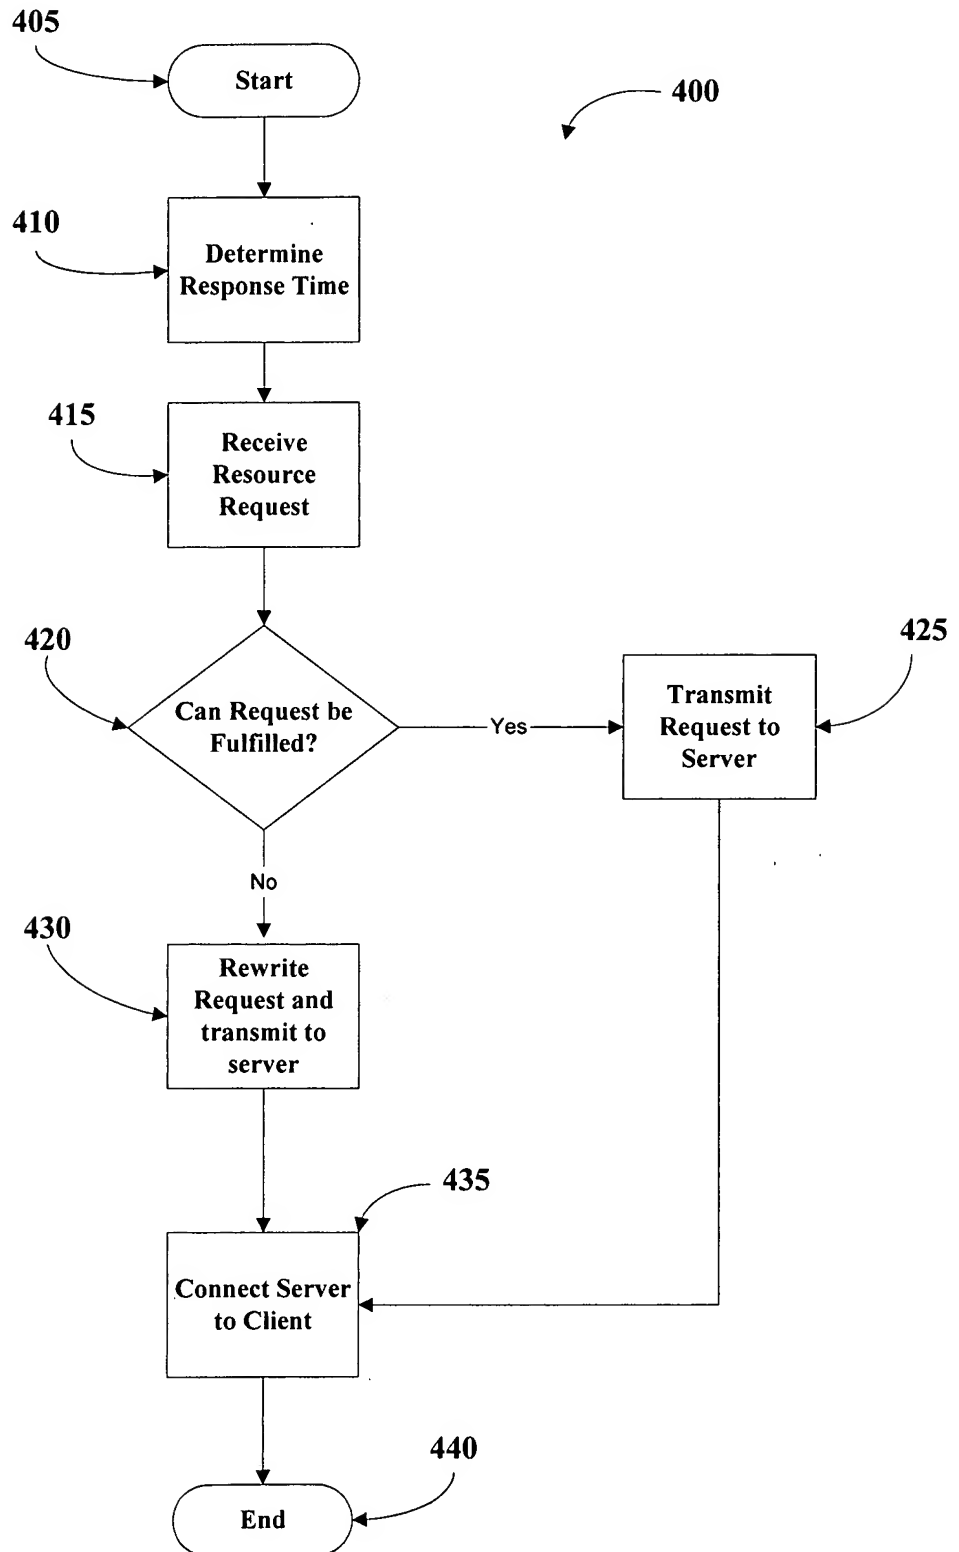 405
Start
400
410
Determine
Response Time
415
Receive
Resource
Request
420
Can Request be
Fulfilled?
Yes
425
Transmit
Request to
Server
No
430
Rewrite
Request and
transmit to
server
435
Connect Server
to Client
440
End